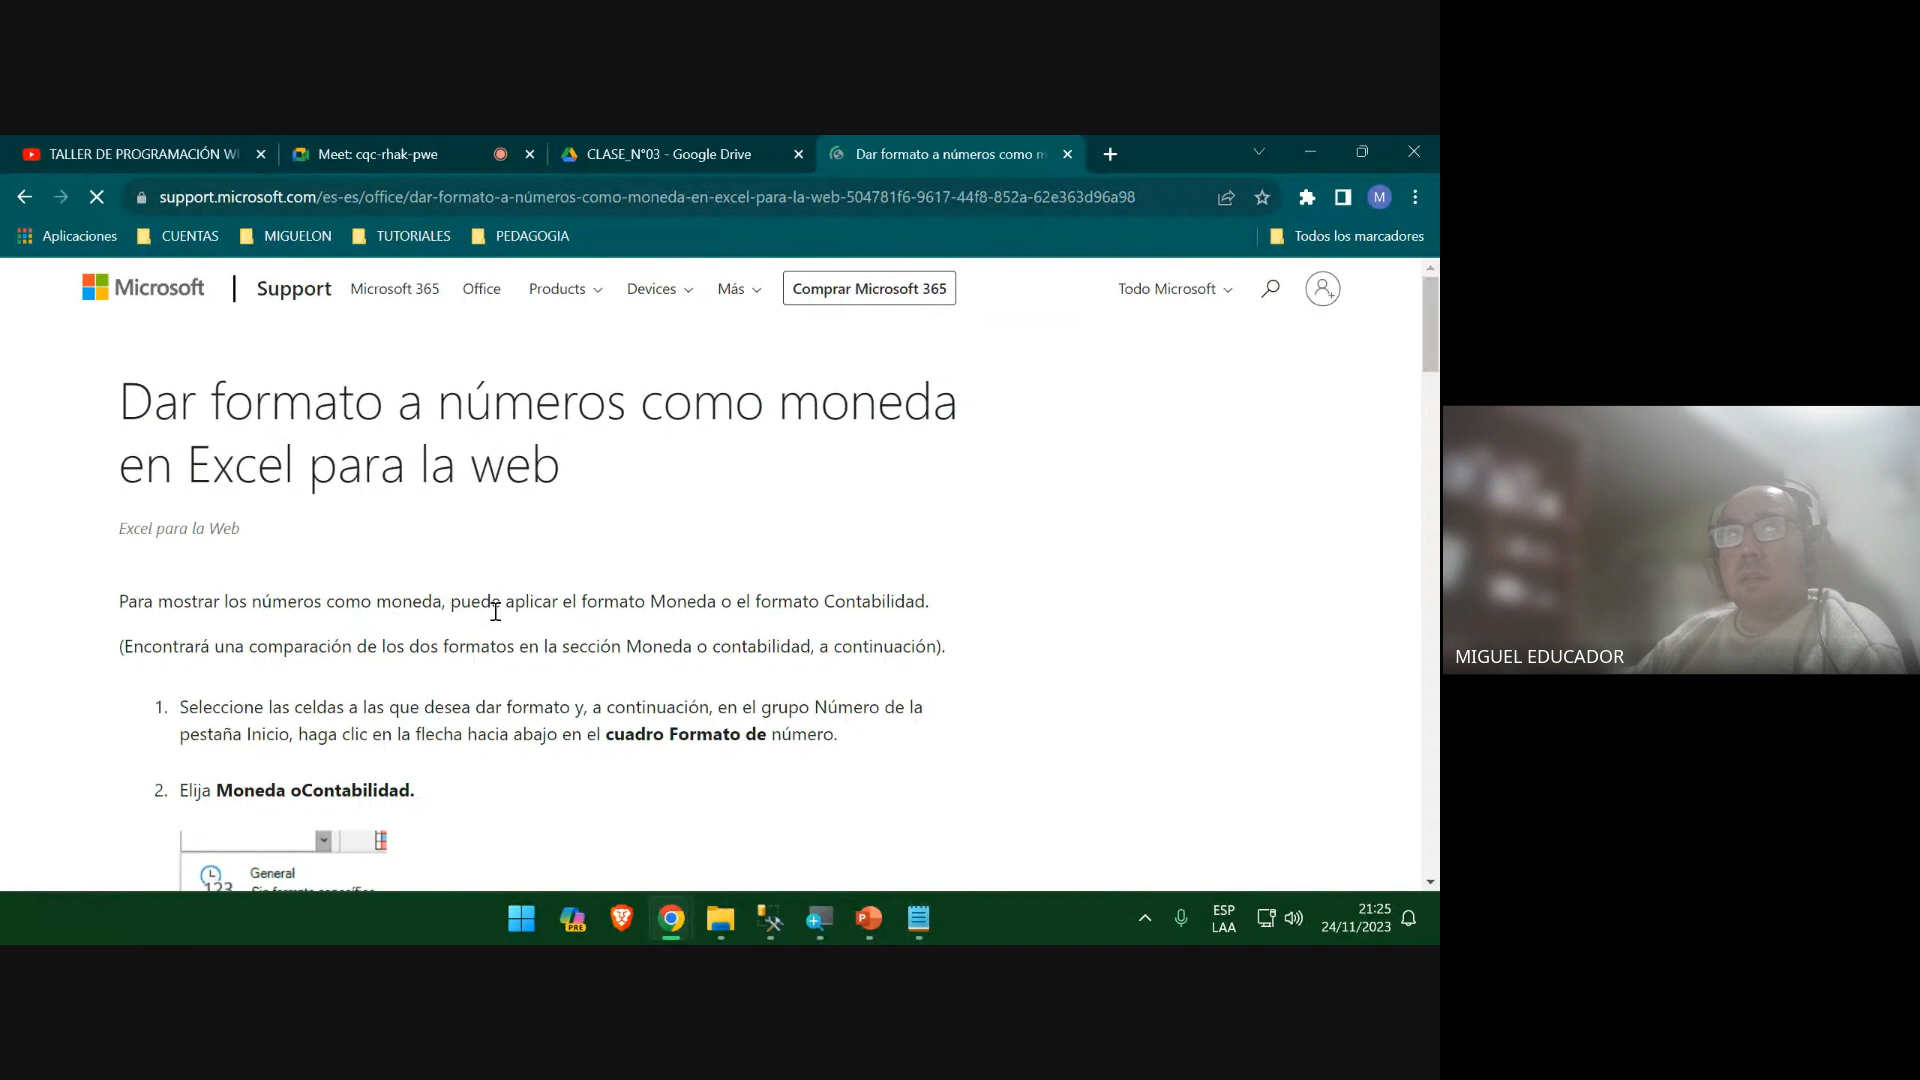 TALLER DE PROGRAMACIÓN W
Meet: cqc-rhak-pwe
CLASE_N°03 - Google Drive
Dar formato a números como m
support.microsoft.com/es-es/office/dar-formato-a-números-como-moneda-en-excel-para-la-web-504781f6-9617-44f8-852a-62e363d96a98
M
Aplicaciones
CUENTAS
MIGUELON
TUTORIALES
PEDAGOGIA
Todos los marcadores
Microsoft
Support
Microsoft 365
Office
Products
Devices
Más
Comprar Microsoft 365
Todo Microsoft
Dar formato a números como moneda
en Excel para la web
Excel para la Web
Para mostrar los números como moneda, puede aplicar el formato Moneda o el formato Contabilidad.
(Encontrará una comparación de los dos formatos en la sección Moneda o contabilidad, a continuación).
1. Seleccione las celdas a las que desea dar formato y, a continuación, en el grupo Número de la
pestaña Inicio, haga clic en la flecha hacia abajo en el cuadro Formato de número.
2. Elija Moneda oContabilidad.
General
123
MIGUEL EDUCADOR
PRE
ESP
LAA
21:25
24/11/2023